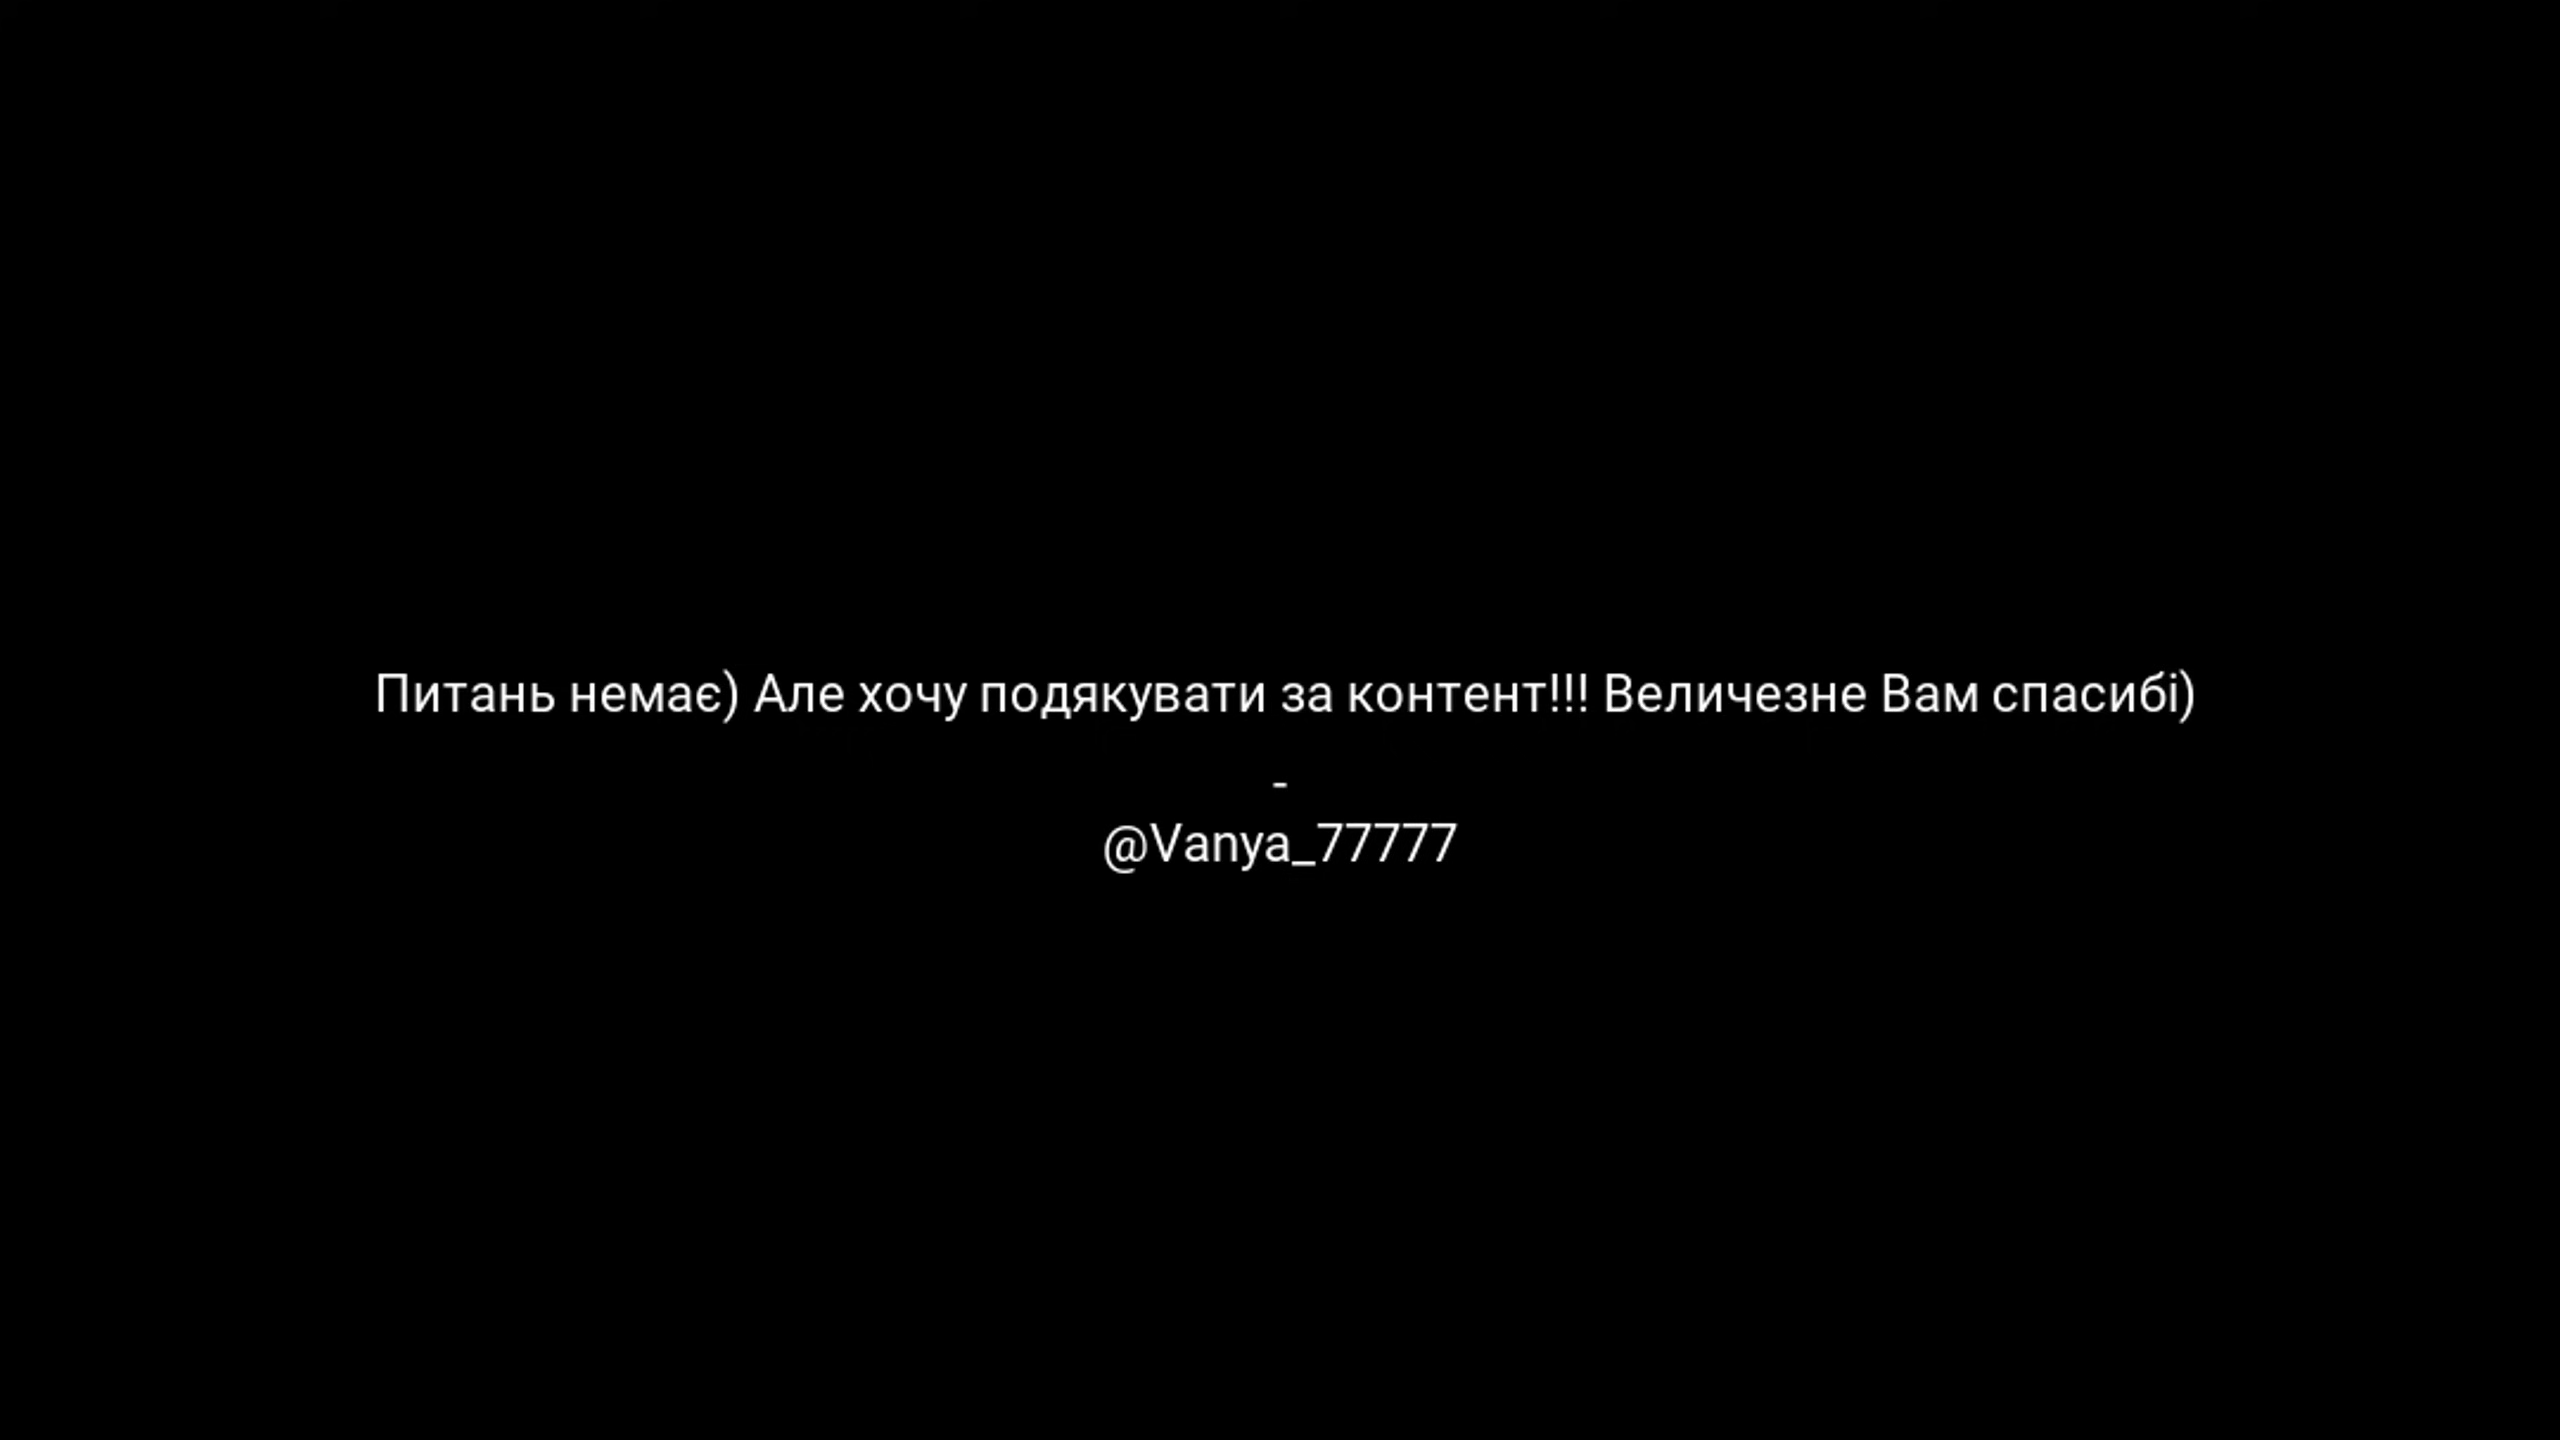 Питань немає) Але хочу подякувати за контент!!! Величезне Вам спасибі)
-
@Vanya_77777